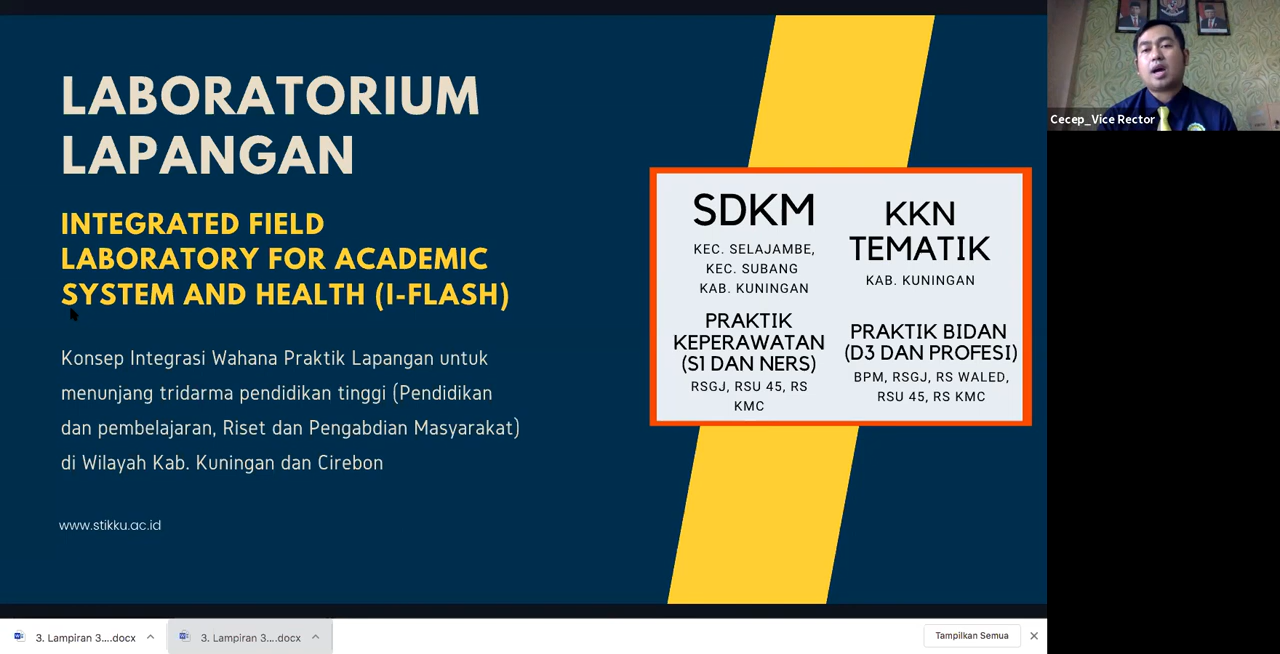 LABORATORIUM
LAPANGAN
INTEGRATED FIELD
LABORATORY FOR ACADEMIC
SYSTEM AND HEALTH (I-FLASH)
Konsep Integrasi Wahana Praktik Lapangan untuk
menunjang tridarma pendidikan tinggi (Pendidikan
dan pembelajaran, Riset dan Pengabdian Masyarakat)
di Wilayah Kab. Kuningan dan Cirebon
www.stikku.ac.id
SDKM
KEC. SELAJAMBE,
KEC. SUBANG
KAB. KUNINGAN
KKN
TEMATIK
KAB. KUNINGAN
PRAKTIK
KEPERAWATAN
(S1 DAN NERS)
RSGJ, RSU 45, RS
KMC
PRAKTIK BIDAN
(D3 DAN PROFESI)
BPM, RSGJ, RS WALED,
RSU 45, RS KMC
Cecep_Vice Rector
3. Lampiran 3....docx
3. Lampiran 3....docx
Tampilkan Semua